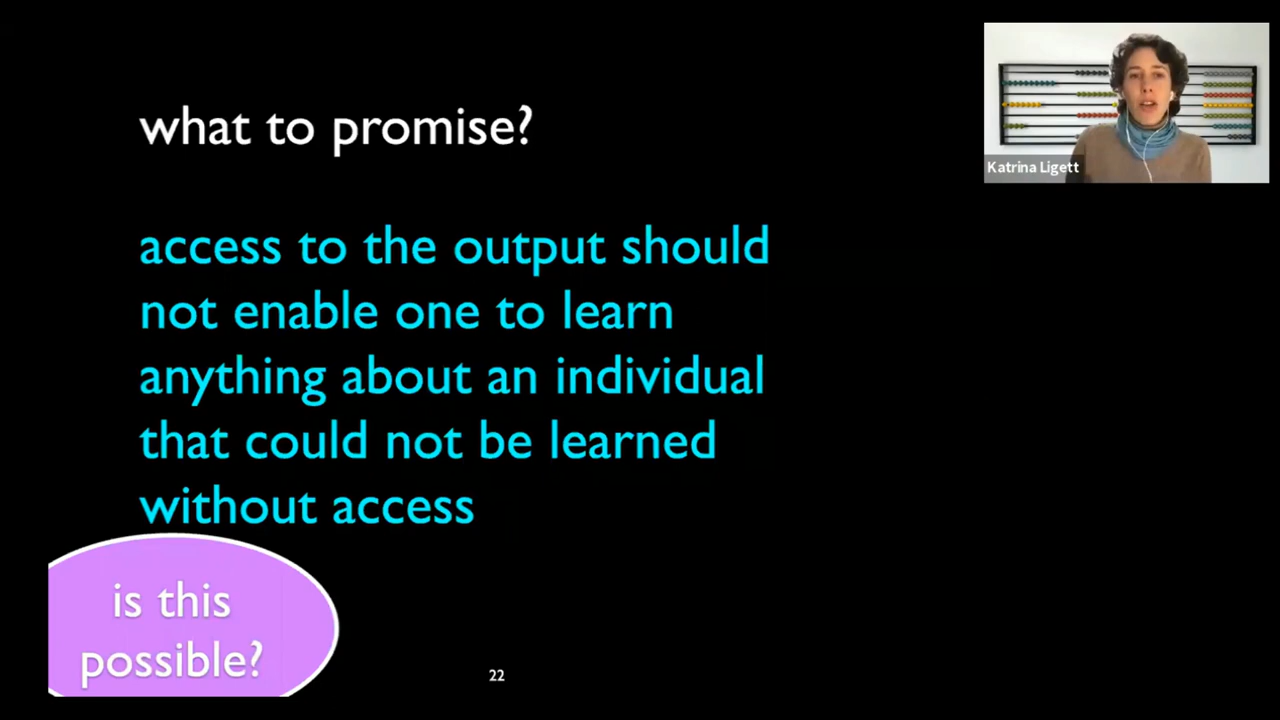 what to promise?
Katrina Ligett
access to the output should
not enable one to learn
anything about an individual
that could not be learned
without access
is this
possible?
22